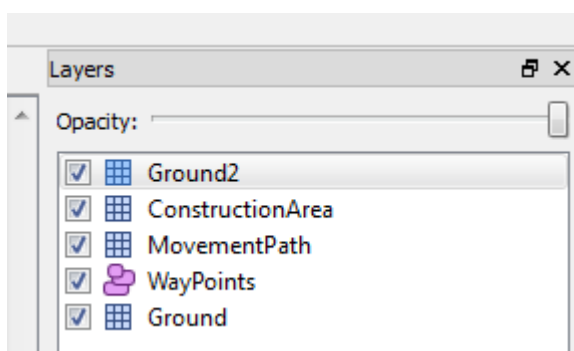 Layers
Opacity:
Ground2
ConstructionArea
MovementPath
WayPoints
Ground